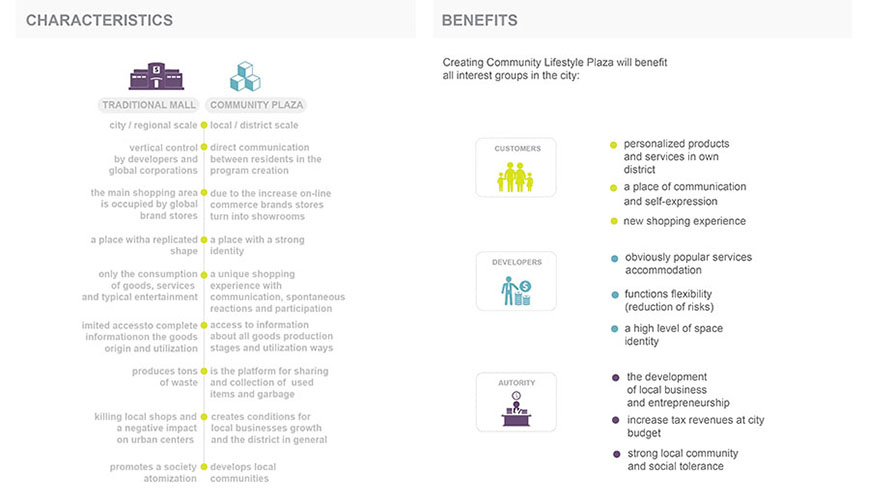 CHARACTERISTICS
TRADITIONAL MALL
COMMUNITY PLAZA
city / regional scale
local / district scale
vertical control
by developers and
global corporations
direct communication
between residents in the
program creation
the main shopping area
is occupied by global
brand stores
due to the increase on-line
commerce brands stores
turn into showrooms
a place witha replicated
shape
a place with a strong
identity
only the consumption
of goods, services
and typical entertainment
a unique shopping
experience with
communication, spontaneous
reactions and participation
imited accessto complete
informationon the goods
origin and utilization
access to information
about all goods production
stages and utilization ways
produces tons
of waste
is the platform for sharing
and collection of used
items and garbage
killing local shops and
a negative impact
on urban centers
creates conditions for
local businesses growth
and the district in general
promotes a society
atomization
develops local
communities
BENEFITS
Creating Community Lifestyle Plaza will benefit
all interest groups in the city:
CUSTOMERS
personalized products
and services in own
district
a place of communication
and self-expression
new shopping experience
DEVELOPERS
obviously popular services
accommodation
functions flexibility
(reduction of risks)
a high level of space
identity
AUTORITY
the development
of local business
and entrepreneurship
increase tax revenues at city
budget
strong local community
and social tolerance